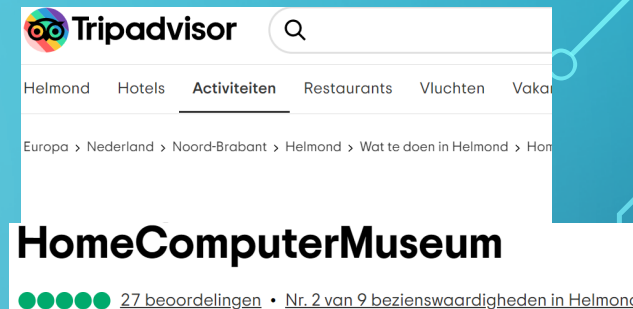 Tripadvisor
Helmond Hotels Activiteiten Restaurants Vluchten
Europa > Nederland > Noord-Brabant > Helmond > Wat te doen in Helmond >
HomeComputerMuseum
27 beoordelingen • Nr. 2 van 9 bezienswaardigheden in Helmond